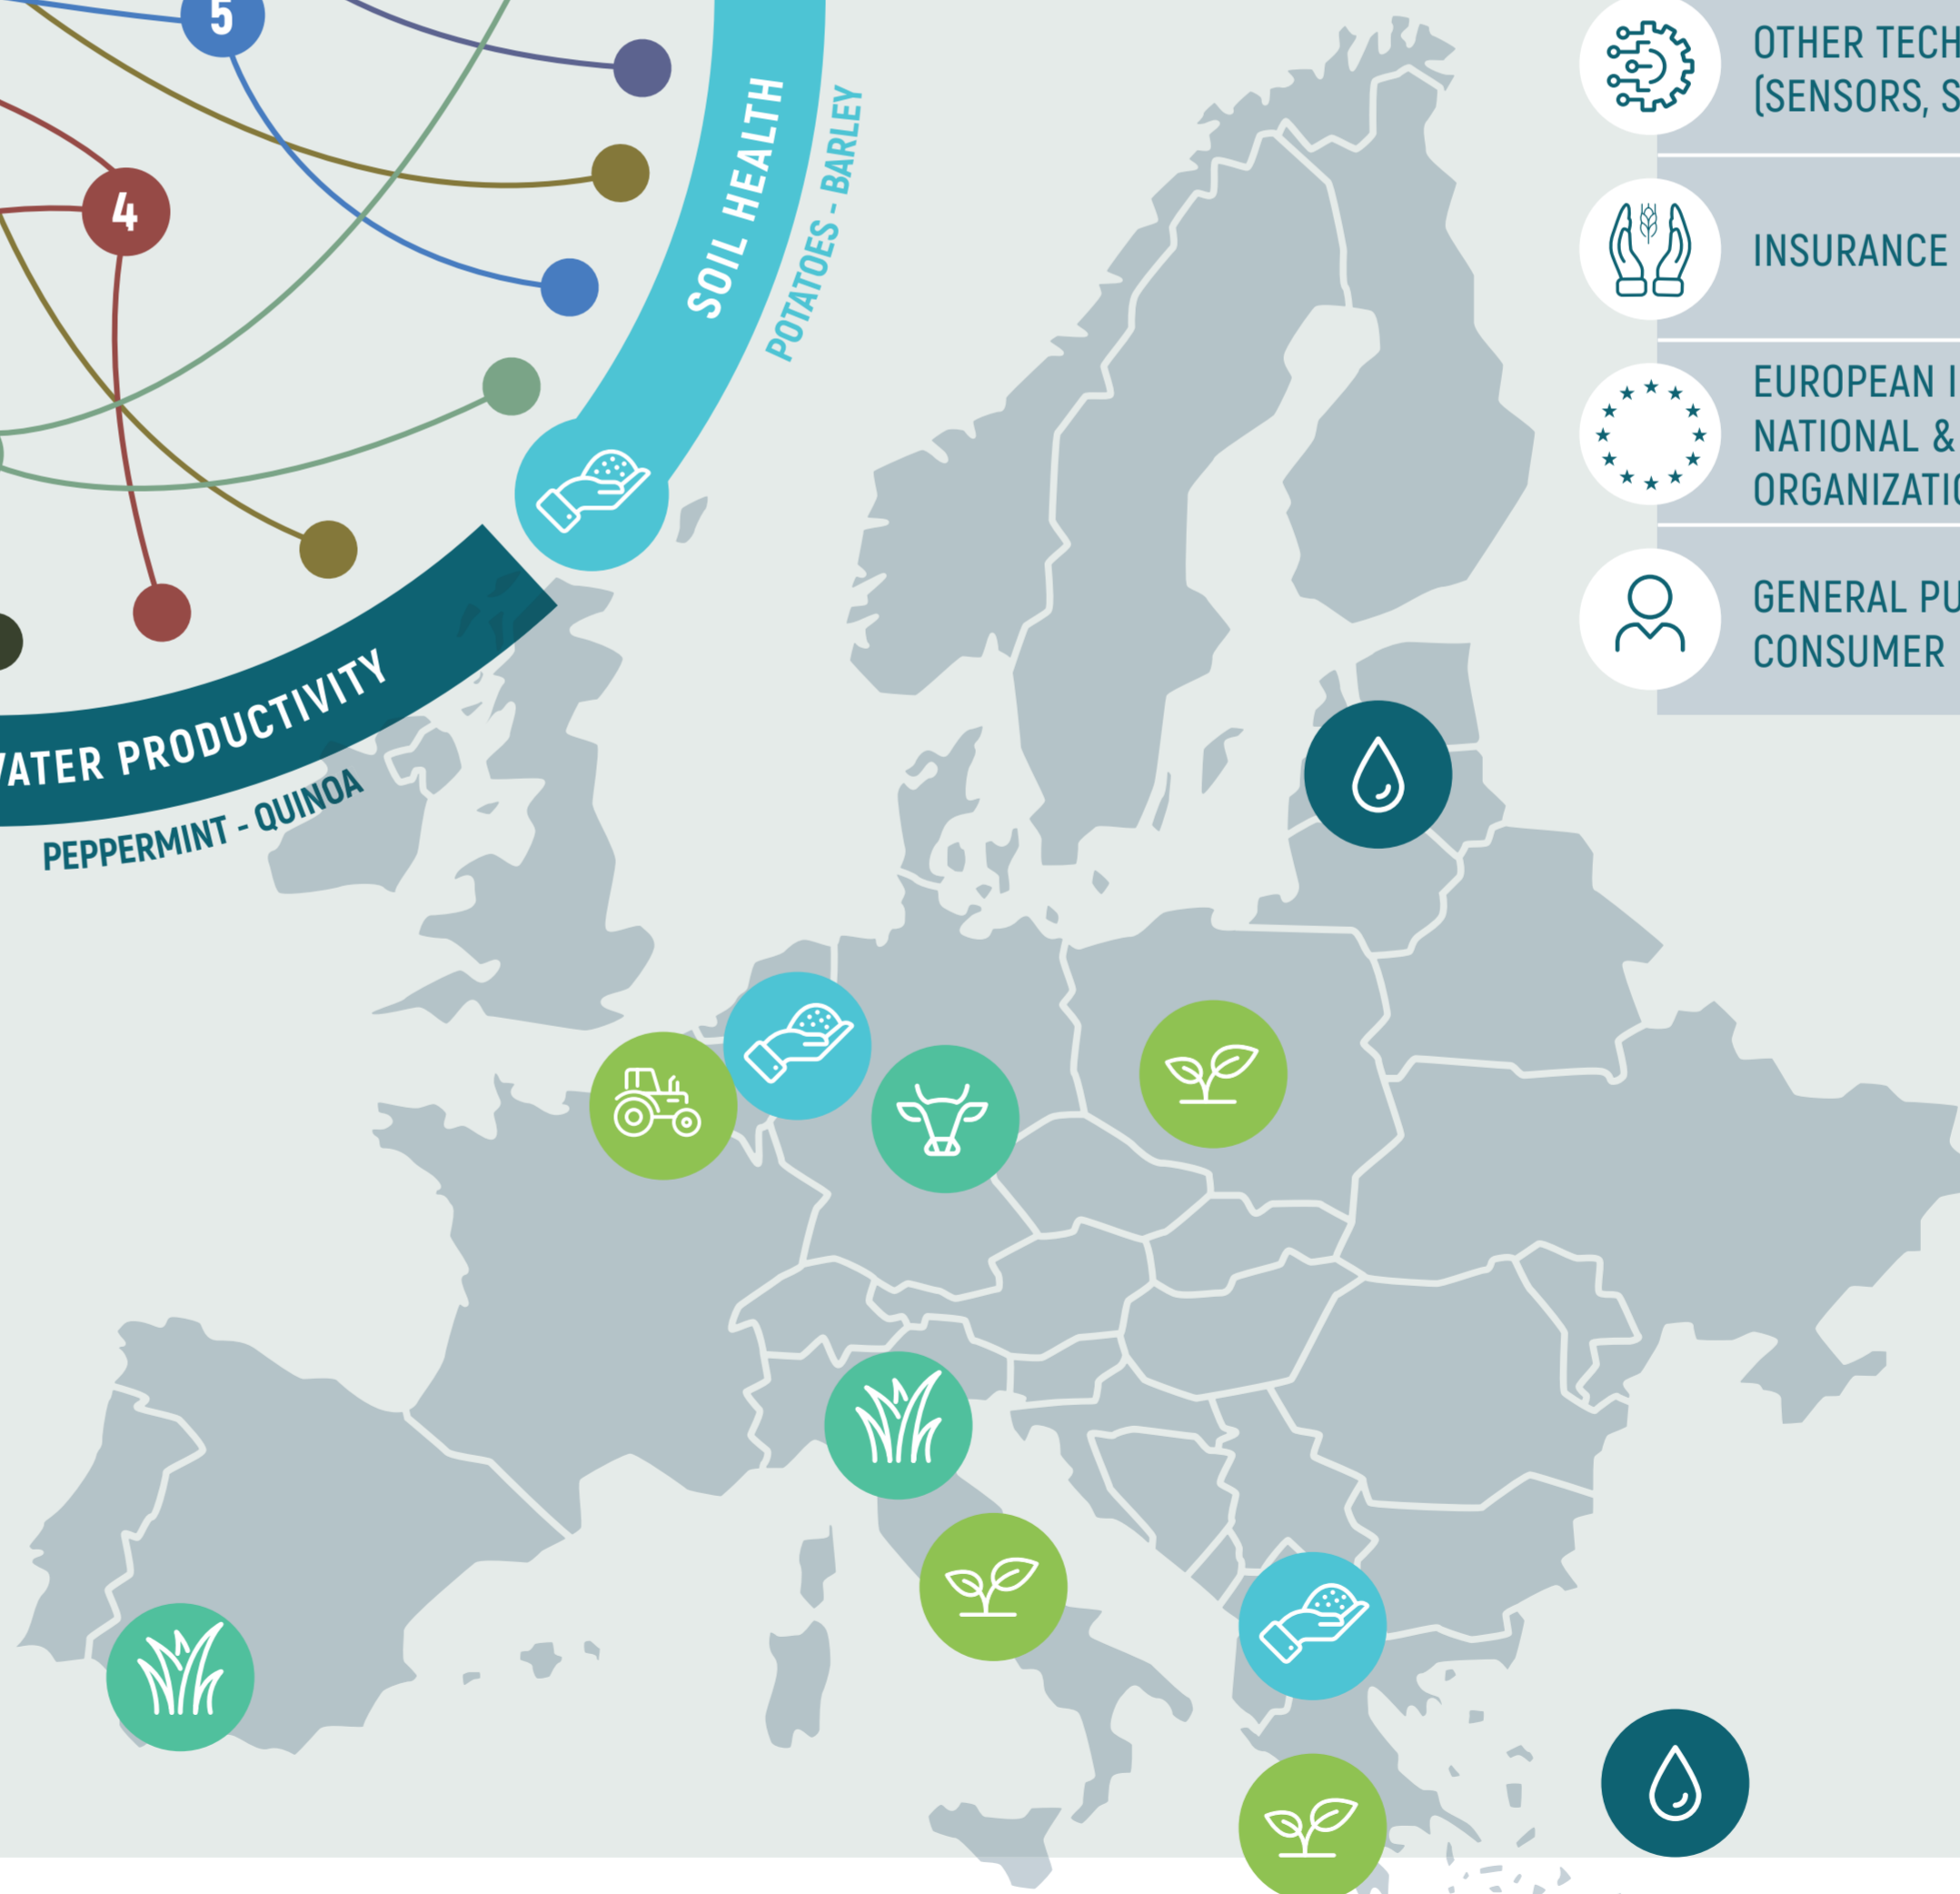 5
4
SOIL HEALTH
POTATOES - BARLEY
WATER PRODUCTIVITY
PEPPERMINT - QUINOA
OTHER TECH
(SENSORS, S
INSURANCE
EUROPEAN I
NATIONAL &
ORGANIZATIO
GENERAL PU
CONSUMER